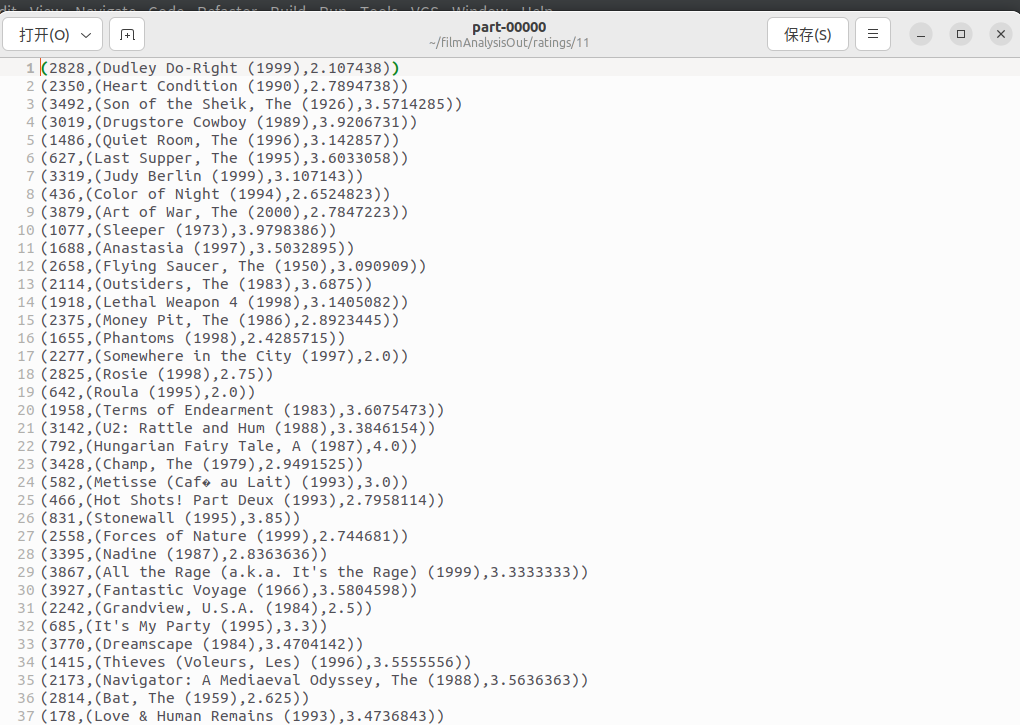 打开(O)
part-00000
~/filmAnalysisOut/ratings/11
保存(S)
1 (2828,(Dudley Do-Right (1999),2.107438))
2 (2350,(Heart Condition (1990),2.7894738))
3 (3492,(Son of the Sheik, The (1926),3.5714285))
4 (3019,(Drugstore Cowboy (1989),3.9206731))
5 (1486,(Quiet Room, The (1996),3.142857))
6 (627,(Last Supper, The (1995),3.6033058))
7 (3319,(Judy Berlin (1999),3.107143))
8 (436,(Color of Night (1994),2.6524823))
9 (3879,(Art of War, The (2000),2.7847223))
10 (1077,(Sleeper (1973),3.9798386))
11 (1688,(Anastasia (1997),3.5032895))
12 (2658,(Flying Saucer, The (1950),3.090909))
13 (2114,(Outsiders, The (1983),3.6875))
14 (1918,(Lethal Weapon 4 (1998),3.1405082))
15 (2375,(Money Pit, The (1986),2.8923445))
16 (1655,(Phantoms (1998),2.4285715))
17 (2277,(Somewhere in the City (1997),2.0))
18 (2825,(Rosie (1998),2.75))
19 (642,(Roula (1995),2.0))
20 (1958,(Terms of Endearment (1983),3.6075473))
21 (3142,(U2: Rattle and Hum (1988),3.3846154))
22 (792,(Hungarian Fairy Tale, A (1987),4.0))
23 (3428,(Champ, The (1979),2.9491525))
24 (582,(Metisse (Caf� au Lait) (1993),3.0))
25 (466,(Hot Shots! Part Deux (1993),2.7958114))
26 (831,(Stonewall (1995),3.85))
27 (2558,(Forces of Nature (1999),2.744681))
28 (3395,(Nadine (1987),2.8363636))
29 (3867,(All the Rage (a.k.a. It's the Rage) (1999),3.3333333))
30 (3927,(Fantastic Voyage (1966),3.5804598))
31 (2242,(Grandview, U.S.A. (1984),2.5))
32 (685,(It's My Party (1995),3.3))
33 (3770,(Dreamscape (1984),3.4704142))
34 (1415,(Thieves (Voleurs, Les) (1996),3.5555556))
35 (2173,(Navigator: A Mediaeval Odyssey, The (1988),3.5636363))
36 (2814,(Bat, The (1959),2.625))
37 (178,(Love & Human Remains (1993),3.4736843))